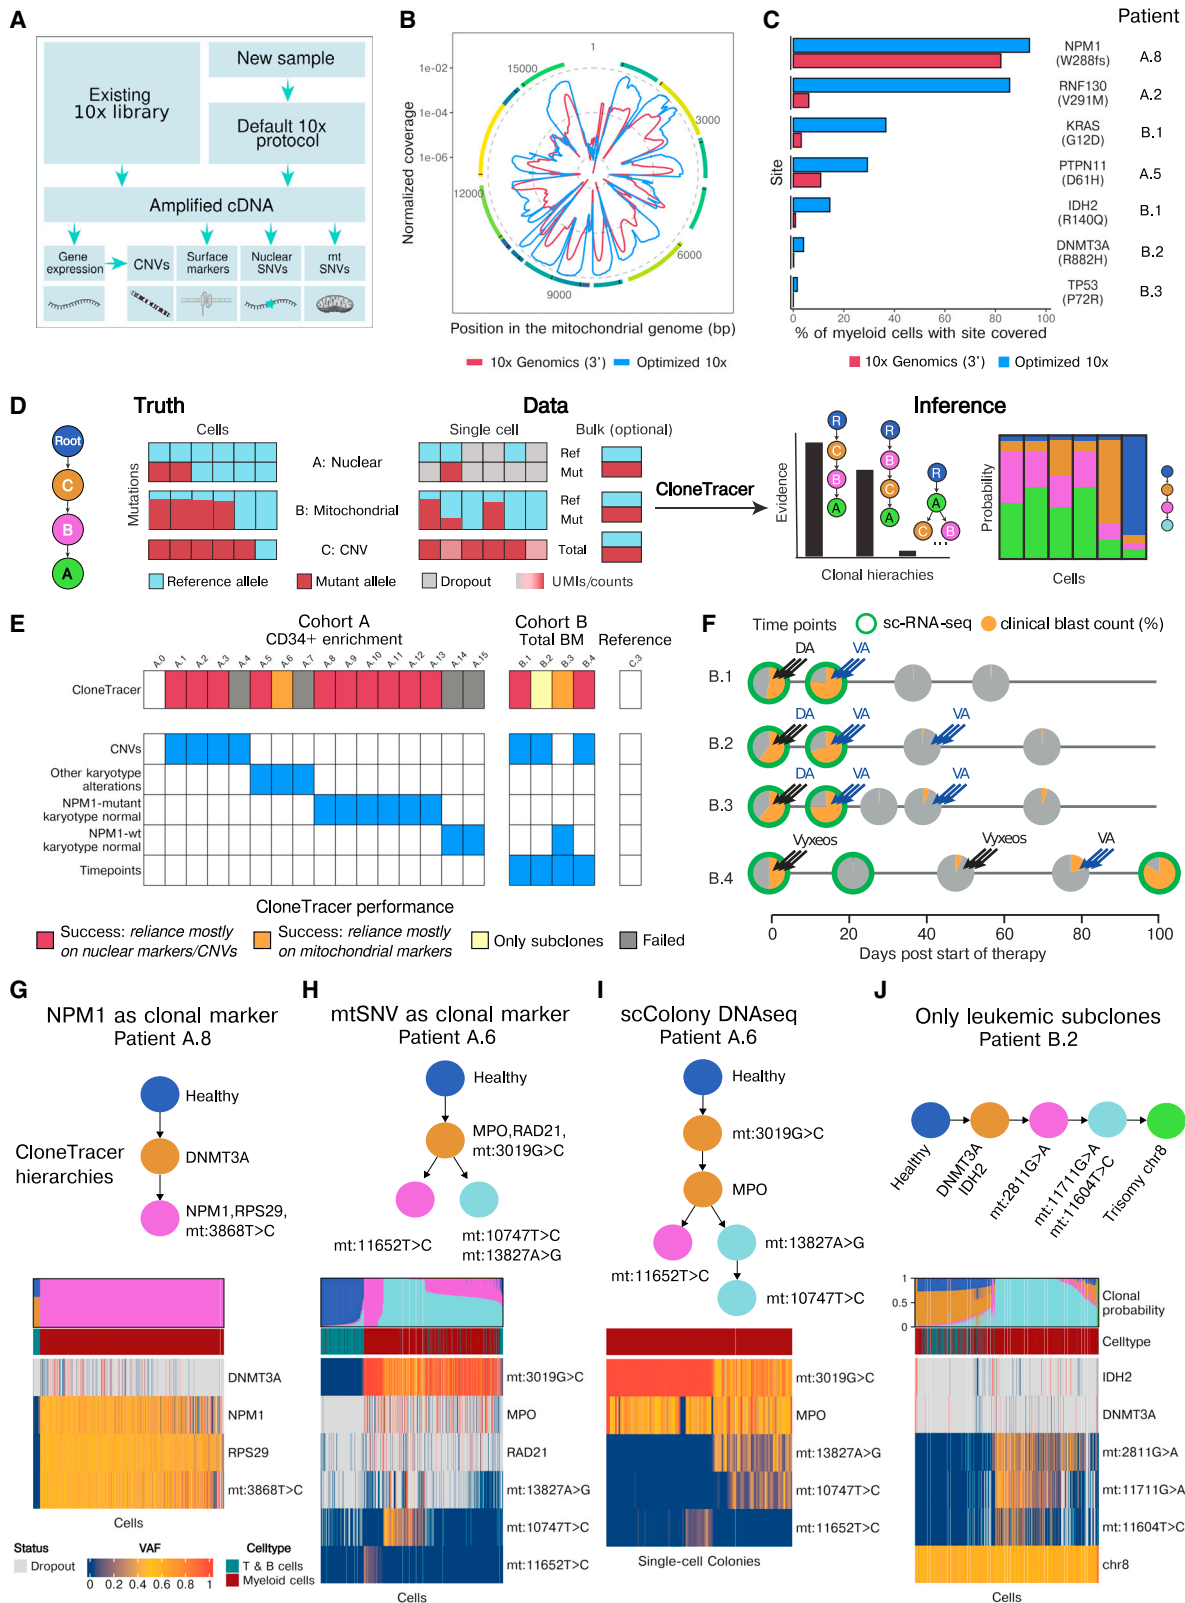 A
Existing
10x library
New sample
Default 10x
protocol
Amplified cDNA
Gene
expression
CNVs
Surface
markers
Nuclear
SNVs
mt
SNVs
B
Normalized coverage
1e-02
1e-04
1e-06
1
3000
6000
9000
12000
15000
Position in the mitochondrial genome (bp)
10x Genomics (3')
Optimized 10x
C
Patient
Site
NPM1
(W288fs)
A.8
RNF130
(V291M)
A.2
KRAS
(G12D)
B.1
PTPN11
(D61H)
A.5
IDH2
(R140Q)
B.1
DNMT3A
(R882H)
B.2
TP53
(P72R)
B.3
0 20 40 60 80 100
% of myeloid cells with site covered
10x Genomics (3')
Optimized 10x
D
Truth
Data
Inference
Root
C
B
A
Cells
Mutations
A: Nuclear
B: Mitochondrial
C: CNV
Single cell
Bulk (optional)
Ref
Mut
Ref
Mut
Total
Reference allele
Mutant allele
Dropout
UMIs/counts
CloneTracer
Evidence
R
C
B
A
R
B
C
A
R
A
C
B
Clonal hierachies
Probability
Cells
E
Cohort A
CD34+ enrichment
Cohort B
Total BM
Reference
A.0 A.1 A.2 A.3 A.4 A.5 A.6 A.7 A.8 A.9 A.10 A.11 A.12 A.13 A.14 A.15
B.1 B.2 B.3 B.4
C.3
CloneTracer
CNVs
Other karyotype
alterations
NPM1-mutant
karyotype normal
NPM1-wt
karyotype normal
Timepoints
CloneTracer performance
Success: reliance mostly
on nuclear markers/CNVs
Success: reliance mostly
on mitochondrial markers
Only subclones
Failed
F
Time points
sc-RNA-seq
clinical blast count (%)
B.1
DA
VA
B.2
DA
VA
VA
B.3
DA
VA
VA
B.4
Vyxeos
Vyxeos
VA
0 20 40 60 80 100
Days post start of therapy
G
NPM1 as clonal marker
Patient A.8
CloneTracer
hierarchies
Healthy
DNMT3A
NPM1,RPS29,
mt:3868T>C
DNMT3A
NPM1
RPS29
mt:3868T>C
Cells
Status
Dropout
VAF
0 0.2 0.4 0.6 0.8 1
Celltype
T & B cells
Myeloid cells
H
mtSNV as clonal marker
Patient A.6
Healthy
MPO,RAD21,
mt:3019G>C
mt:11652T>C
mt:10747T>C
mt:13827A>G
mt:3019G>C
MPO
RAD21
mt:13827A>G
mt:10747T>C
mt:11652T>C
Cells
I
scColony DNAseq
Patient A.6
Healthy
mt:3019G>C
MPO
mt:13827A>G
mt:11652T>C
mt:10747T>C
mt:3019G>C
MPO
mt:13827A>G
mt:10747T>C
mt:11652T>C
Single-cell Colonies
J
Only leukemic subclones
Patient B.2
Healthy
DNMT3A
IDH2
mt:2811G>A
mt:11711G>A
mt:11604T>C
Trisomy chr8
1
0.5
0
Clonal
probability
Celltype
IDH2
DNMT3A
mt:2811G>A
mt:11711G>A
mt:11604T>C
chr8
Cells